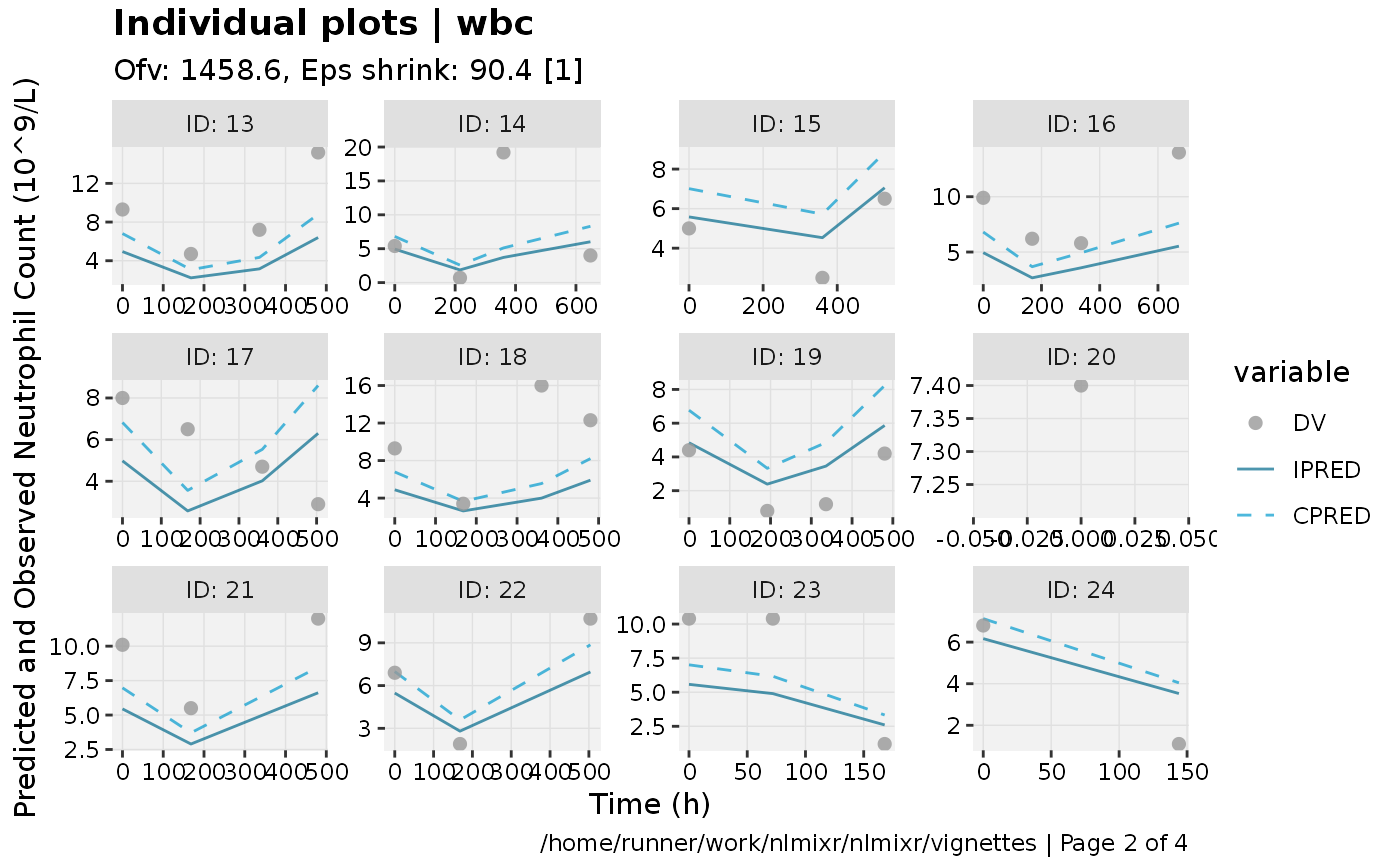 Individual plots | wbc
Ofv: 1458.6, Eps shrink: 90.4 [1]
Predicted and Observed Neutrophil Count (10^9/L)
ID: 13
12
8
4
0 100 200 300 400 500
ID: 14
20
15
10
5
0
0 200 400 600
ID: 15
8
6
4
0 200 400
ID: 16
10
5
0 200 400 600
ID: 17
8
6
4
0 100 200 300 400 500
ID: 18
16
12
8
4
0 100 200 300 400 500
ID: 19
8
6
4
2
0 100 200 300 400 500
ID: 20
7.40
7.35
7.30
7.25
-0.050 -0.025 0.000 0.025 0.050
ID: 21
10.0
7.5
5.0
2.5
0 100 200 300 400 500
ID: 22
9
6
3
0 100 200 300 400 500
ID: 23
10.0
7.5
5.0
2.5
0 50 100 150
ID: 24
6
4
2
0 50 100 150
variable
DV
IPRED
CPRED
Time (h)
/home/runner/work/nlmixr/nlmixr/vignettes | Page 2 of 4